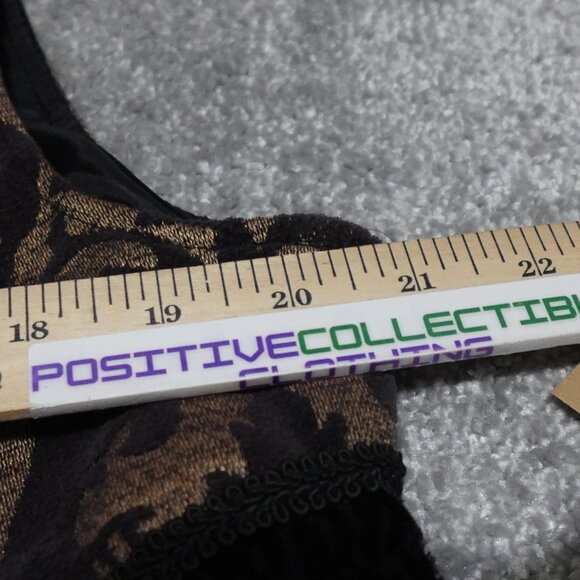 18 19 20 21 22
POSITIVECOLLECTIBL
CLOTHING